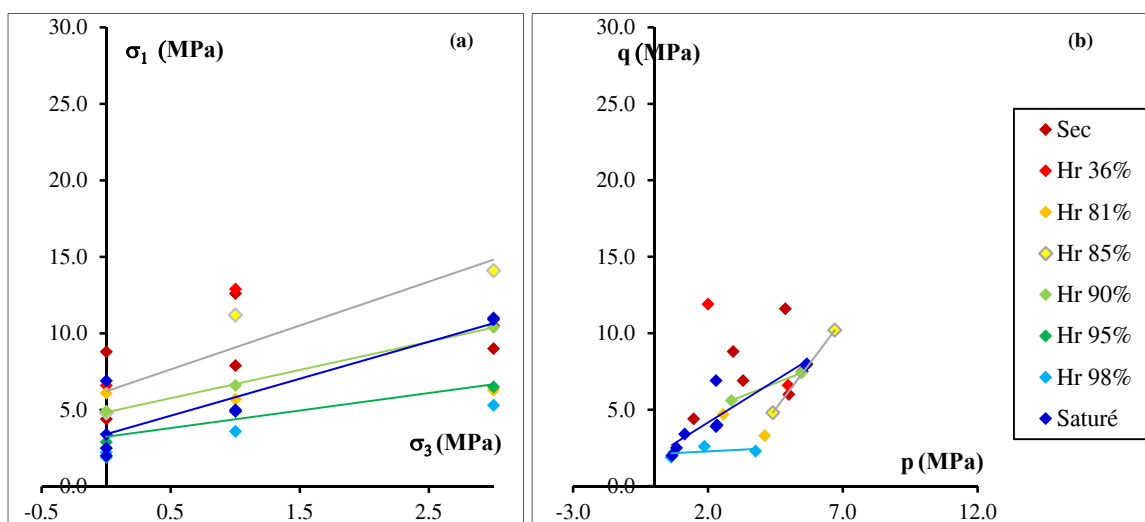 30.0
25.0
20.0
15.0
10.0
5.0
0.0
-0.5
0.5
1.5
2.5
σ1 (MPa)
(a)
σ3 (MPa)
30.0
25.0
20.0
15.0
10.0
5.0
0.0
-3.0
2.0
7.0
12.0
q (MPa)
(b)
p (MPa)
Sec
Hr 36%
Hr 81%
Hr 85%
Hr 90%
Hr 95%
Hr 98%
Saturé